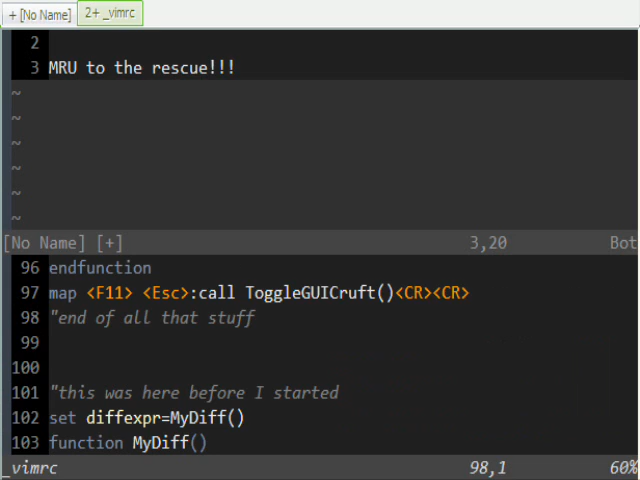 + [No Name] 2+ _vimrc
2
3 MRU to the rescue!!!
~
~
~
~
~
~
[No Name] [+] 3,20 Bot
96 endfunction
97 map <F11> <Esc>:call ToggleGUICruft()<CR><CR>
98 "end of all that stuff
99
100
101 "this was here before I started
102 set diffexpr=MyDiff()
103 function MyDiff()
_vimrc 98,1 60%